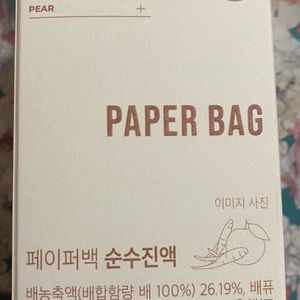 PEAR +
PAPER BAG
이미지 사진
페이퍼백 순수진액
배농축액(배합함량 배 100%) 26.19%, 배퓨